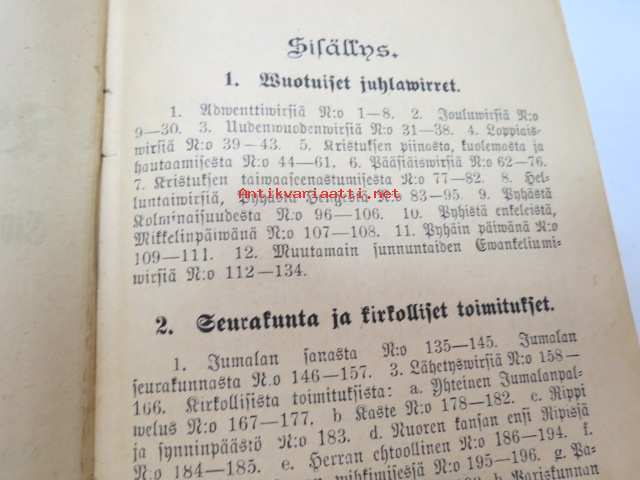 Sisällys.
1. Wuotuiset juhlawirret.
1. Adwenttiwirsiä N:o 1—8. 2. Jouluwirsiä N:o
9—30. 3. Uudenwuodenwirsiä N:o 31—38. 4. Loppiais-
wirsiä N:o 39—43. 5. Kristuksen piinasta, kuolemasta ja
hautaamisesta N:o 44—61. 6. Pääsiäiswirsiä N:o 62—76.
7. Kristuksen taiwaaseenastumisesta N:o 77—82. 8. Hel-
Antikvariaatti.net
luntaiwirsiä, Pyhästä Hengestä N:o 83—95. 9. Pyhästä
Kolminaisuudesta N:o 96—106. 10. Pyhistä enkeleistä,
Mikkelinpäiwänä N:o 107—108. 11. Pyhäin päiwänä N:o
109—111. 12. Muutamain sunnuntaiden Ewankeliumi-
wirsiä N:o 112—134.
2. Seurakunta ja kirkolliset toimitukset.
1. Jumalan sanasta N:o 135—145. Jumalan
seurakunnasta N.o 146—157. 3. Lähetyswirsiä N:o 158—
166. Kirkollisista toimituksista: a. Yhteinen Jumalanpal-
welus N:o 167—177. b Kaste N:o 178—182. c. Rippi
ja synninpäästö N:o 183. d. Nuoren kansan ensi Ripissä
N:o 184—185. e. Herran ehtoollinen N:o 186—194. f.
wihkimisessä N:o 195—196. g. Pa-